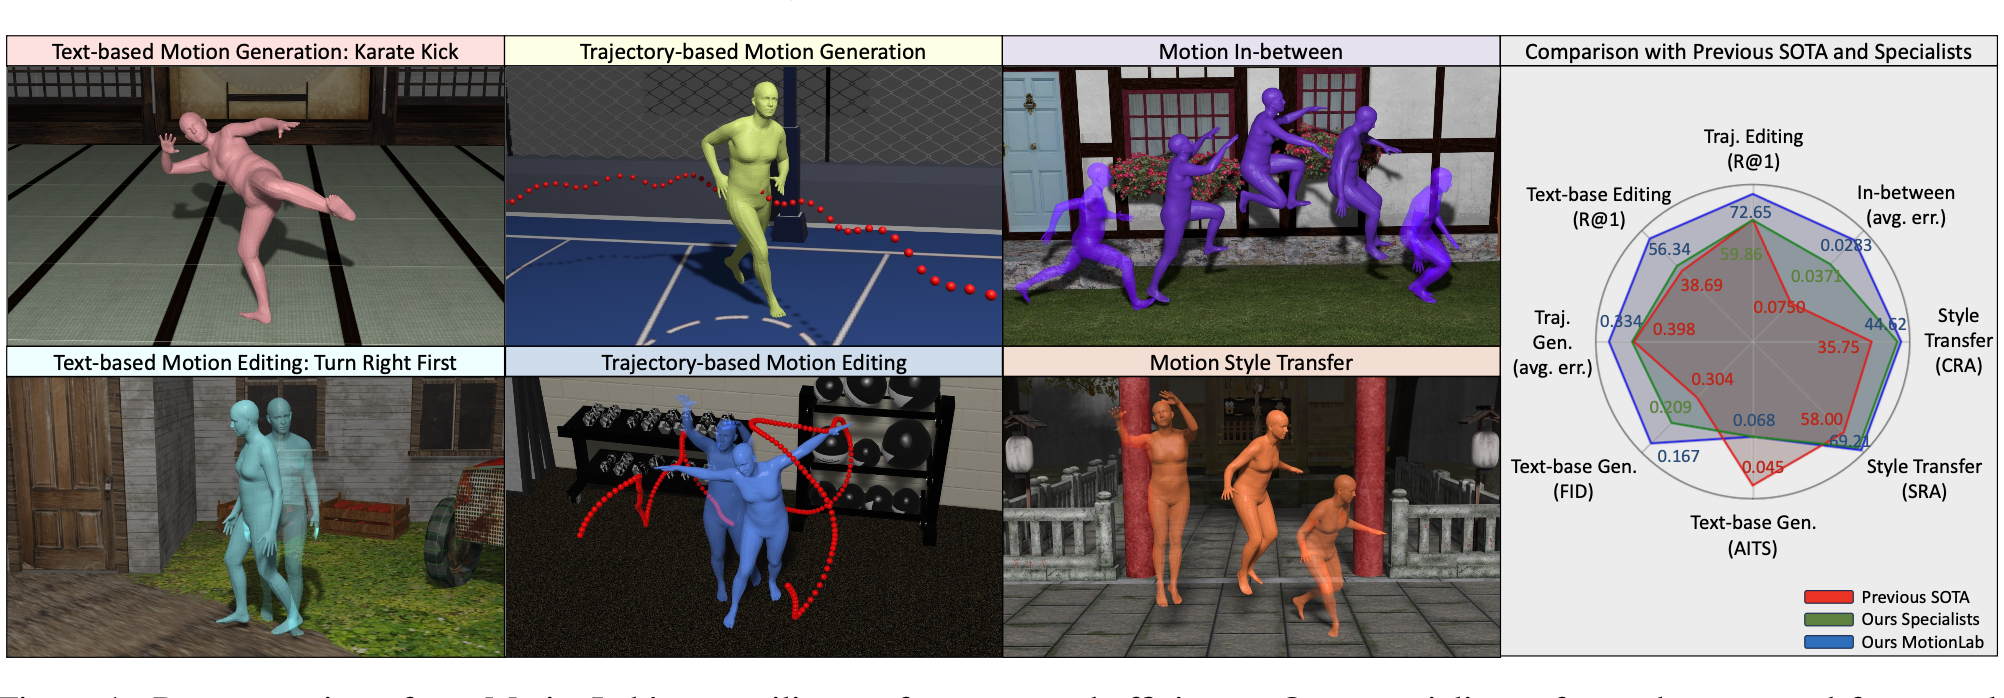 Text-based Motion Generation: Karate Kick
Trajectory-based Motion Generation
Motion In-between
Comparison with Previous SOTA and Specialists
Text-based Motion Editing: Turn Right First
Trajectory-based Motion Editing
Motion Style Transfer
Traj. Editing
(R@1)
In-between
(avg. err.)
Style
Transfer
(CRA)
Style Transfer
(SRA)
Text-base Gen.
(AITS)
Text-base Gen.
(FID)
Traj.
Gen.
(avg. err.)
Text-base Editing
(R@1)
72.65
59.86
0.0283
0.0371
0.0750
44.62
35.75
58.00
69.21
0.068
0.045
0.304
0.209
0.167
0.334
0.398
56.34
38.69
Previous SOTA
Ours Specialists
Ours MotionLab